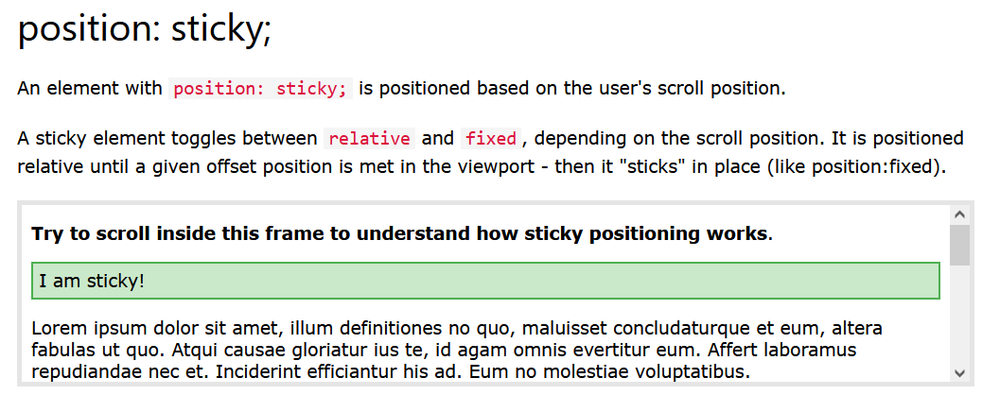 position: sticky;
An element with position: sticky; is positioned based on the user's scroll position.
A sticky element toggles between relative and fixed, depending on the scroll position. It is positioned
relative until a given offset position is met in the viewport - then it "sticks" in place (like position:fixed).
Try to scroll inside this frame to understand how sticky positioning works.
I am sticky!
Lorem ipsum dolor sit amet, illum definitiones no quo, maluisset concludaturque et eum, altera
fabulas ut quo. Atqui causae gloriatur ius te, id agam omnis evertitur eum. Affert laboramus
repudiandae nec et. Inciderint efficiantur his ad. Eum no molestiae voluptatibus.